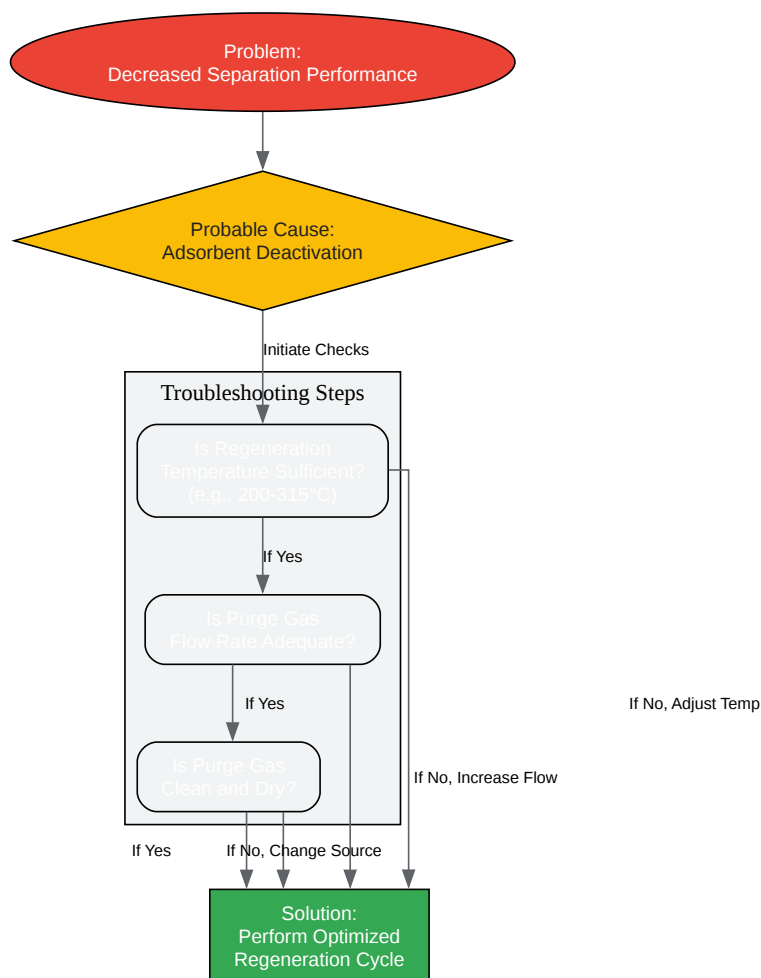 Problem:
Decreased Separation Performance
Probable Cause:
Adsorbent Deactivation
Initiate Checks
Troubleshooting Steps
Is Regeneration
Temperature Sufficient?
(e.g., 200-315°C)
If Yes
Is Purge Gas
Flow Rate Adequate?
If Yes
If No, Adjust Temp
Is Purge Gas
Clean and Dry?
If No, Increase Flow
If Yes
If No, Change Source
Solution:
Perform Optimized
Regeneration Cycle